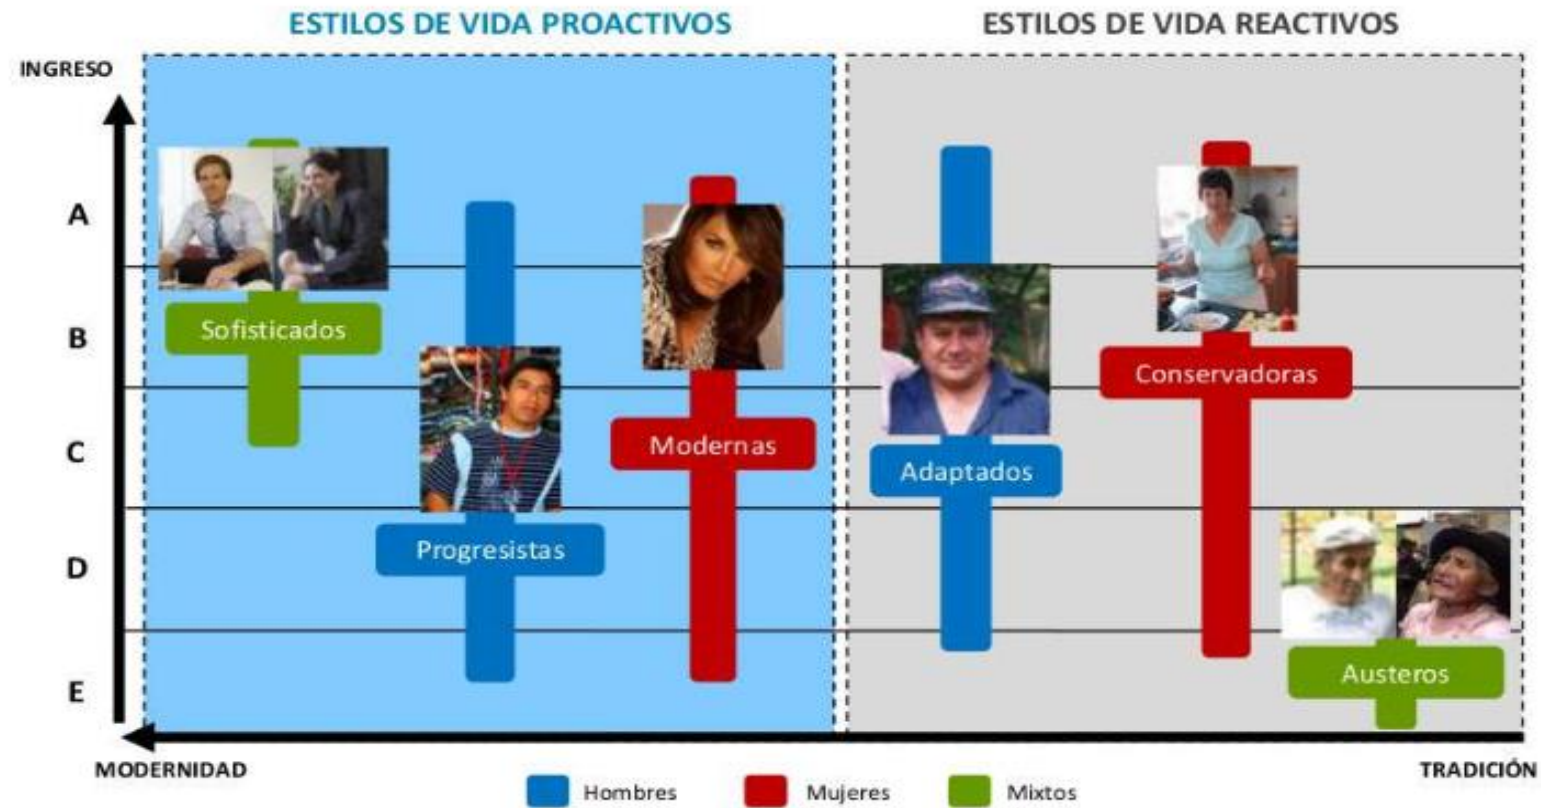 ESTILOS DE VIDA PROACTIVOS
ESTILOS DE VIDA REACTIVOS
INGRESO
A
B
C
D
E
Sofisticados
Progresistas
Modernas
Adaptados
Conservadoras
Austeros
MODERNIDAD
TRADICIÓN
Hombres
Mujeres
Mixtos